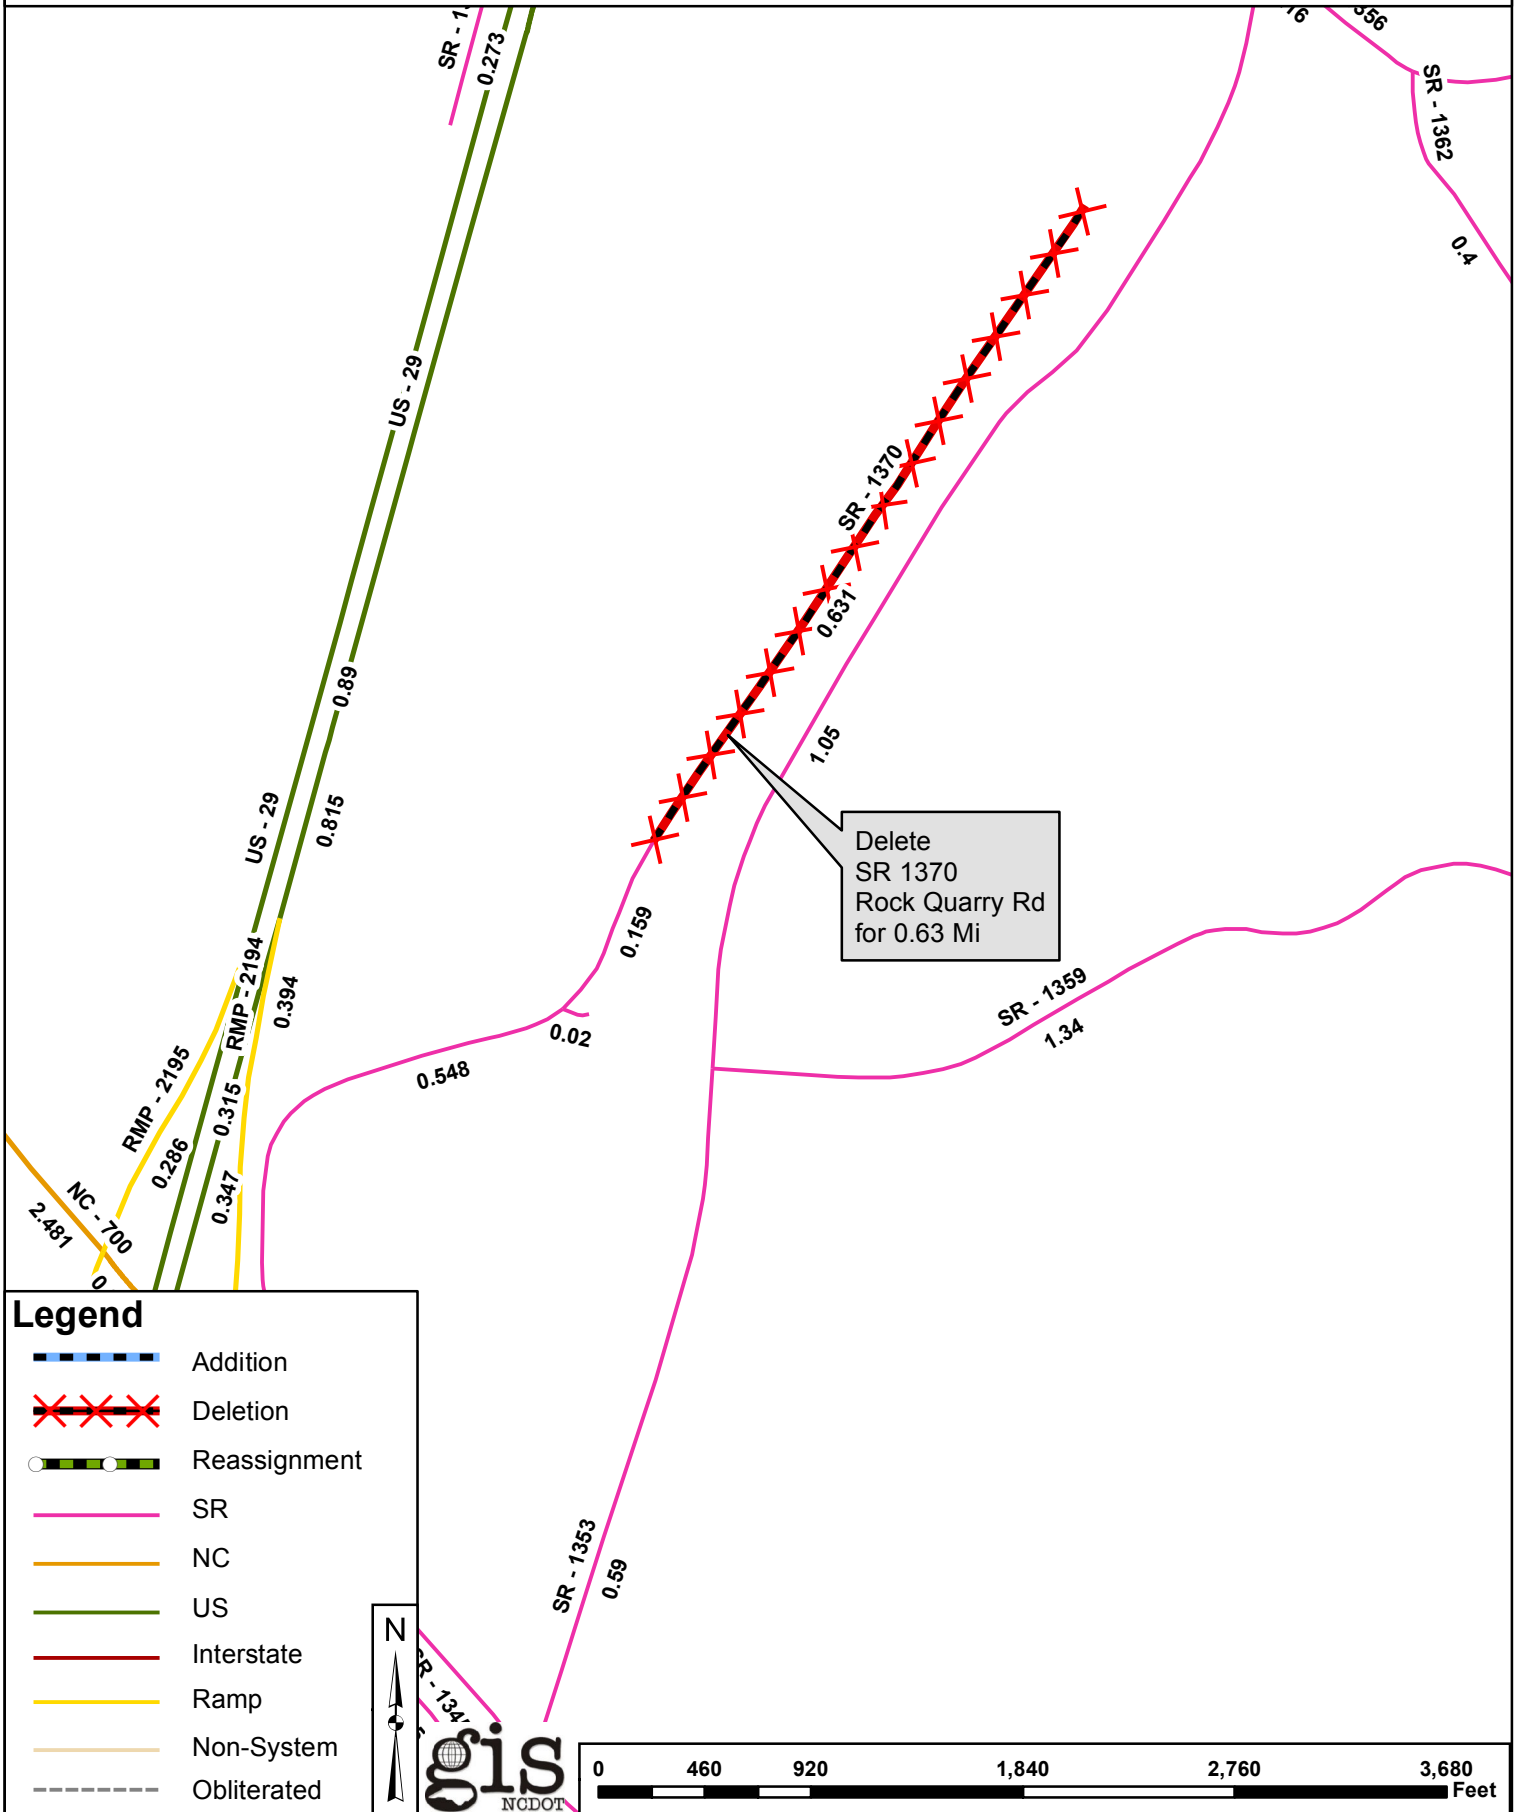 0.273
SR - 1362
0.4
US - 29
SR - 1370
0.631
0.89
1.05
US - 29
0.815
Delete
SR 1370
Rock Quarry Rd
for 0.63 Mi
0.159
RMP - 2194
0.394
SR - 1359
1.34
0.02
0.548
RMP - 2195
0.315
0.286
0.347
NC - 700
2.481
0
SR - 1353
0.59
Legend
Addition
Deletion
Reassignment
SR
NC
US
Interstate
Ramp
Non-System
Obliterated
N
gis
NCDOT
0 460 920 1,840 2,760 3,680
Feet